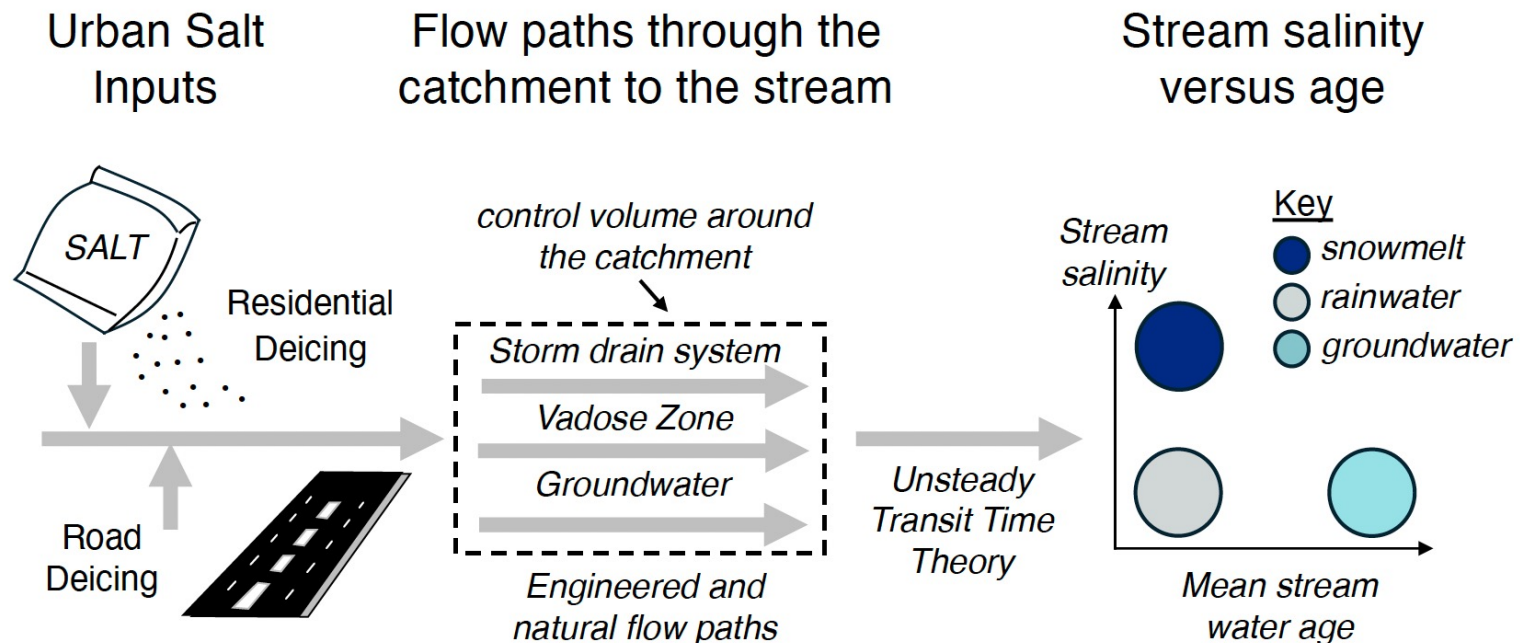 Urban Salt
Inputs
Flow paths through the
catchment to the stream
Stream salinity
versus age
SALT
Residential
Deicing
Road
Deicing
control volume around
the catchment
Storm drain system
Vadose Zone
Groundwater
Engineered and
natural flow paths
Unsteady
Transit Time
Theory
Stream
salinity
Key
snowmelt
rainwater
groundwater
Mean stream
water age